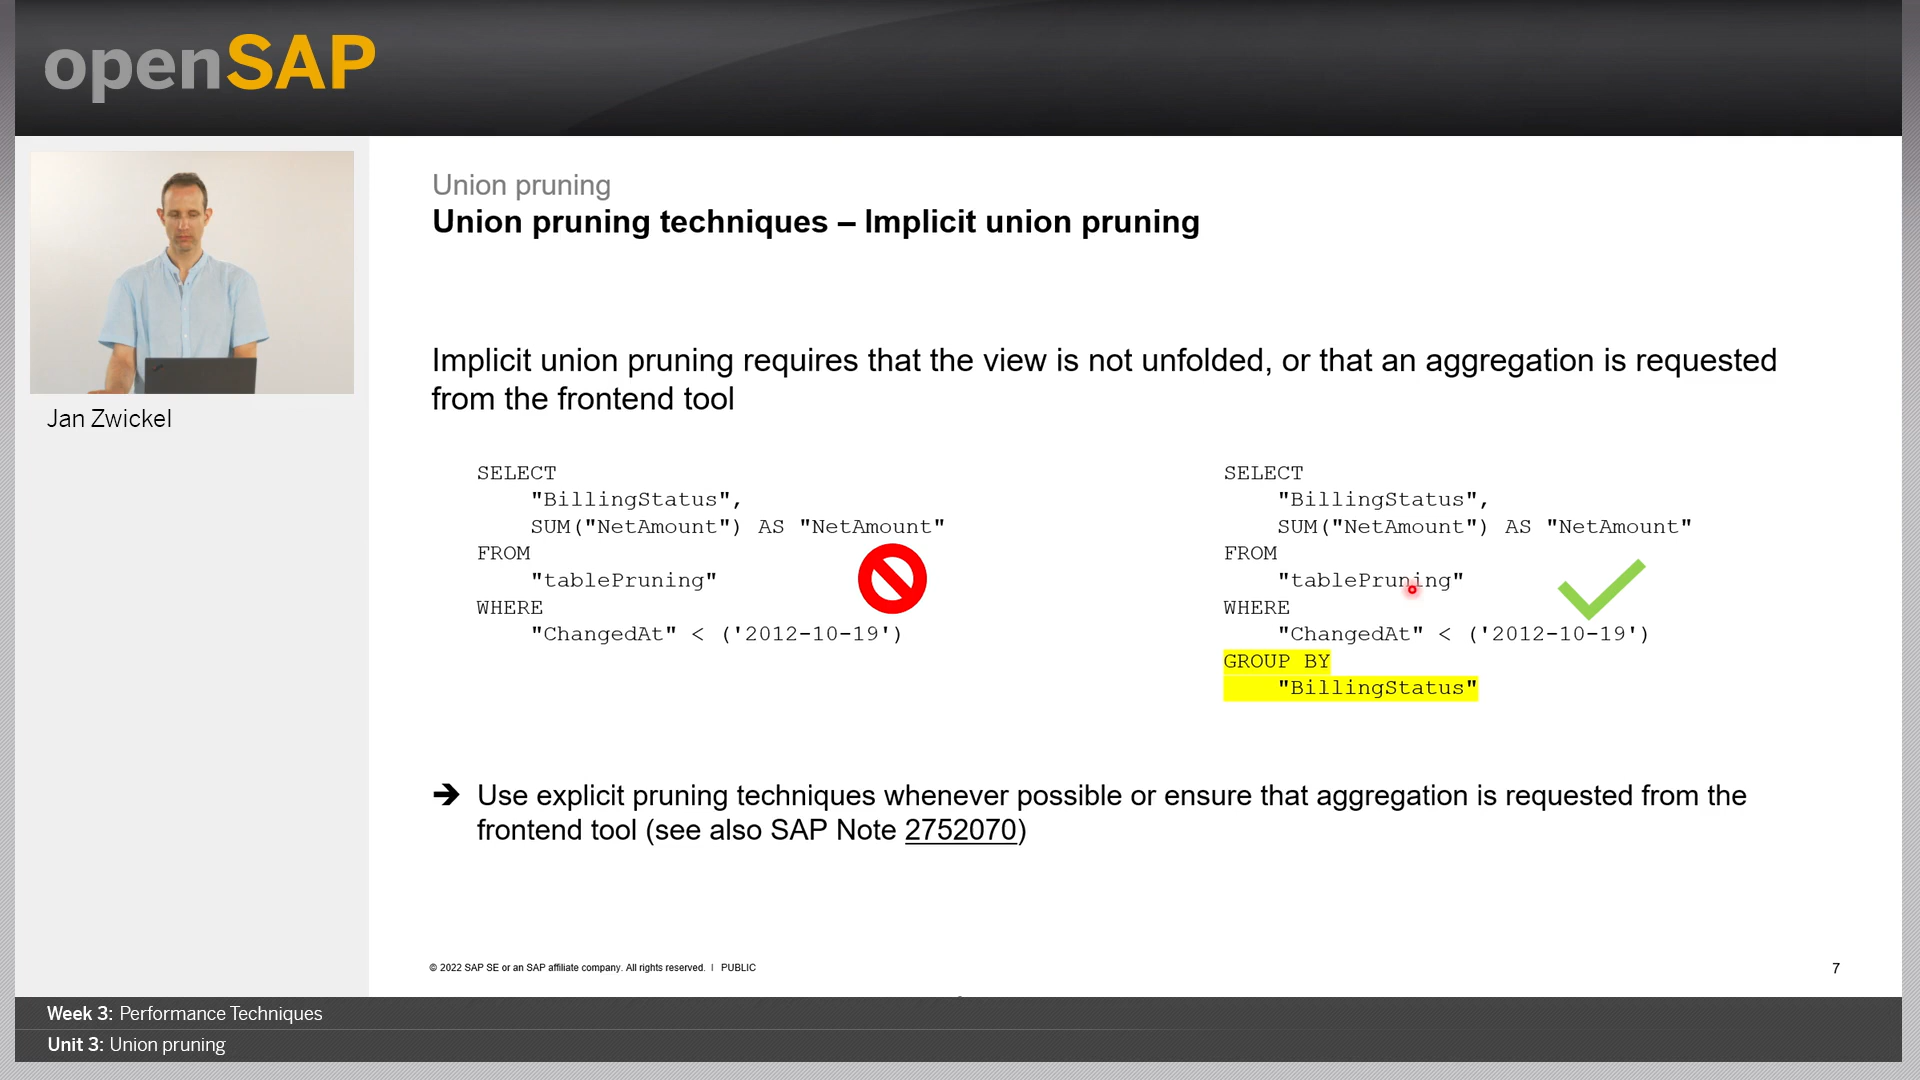 openSAP
Jan Zwickel
Union pruning
Union pruning techniques – Implicit union pruning
Implicit union pruning requires that the view is not unfolded, or that an aggregation is requested
from the frontend tool
SELECT
"BillingStatus",
SUM("NetAmount") AS "NetAmount"
FROM
"tablePruning"
WHERE
"ChangedAt" < ('2012-10-19')
SELECT
"BillingStatus",
SUM("NetAmount") AS "NetAmount"
FROM
"tablePruning"
WHERE
"ChangedAt" < ('2012-10-19')
GROUP BY
"BillingStatus"
➔ Use explicit pruning techniques whenever possible or ensure that aggregation is requested from the
frontend tool (see also SAP Note 2752070)
© 2022 SAP SE or an SAP affiliate company. All rights reserved. | PUBLIC
7
Week 3: Performance Techniques
Unit 3: Union pruning